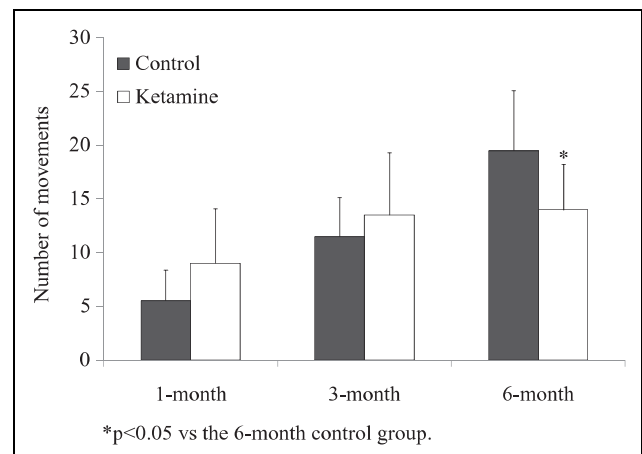 30
25
20
15
10
5
0
Number of movements
Control
Ketamine
*
1-month 3-month 6-month
*p<0.05 vs the 6-month control group.